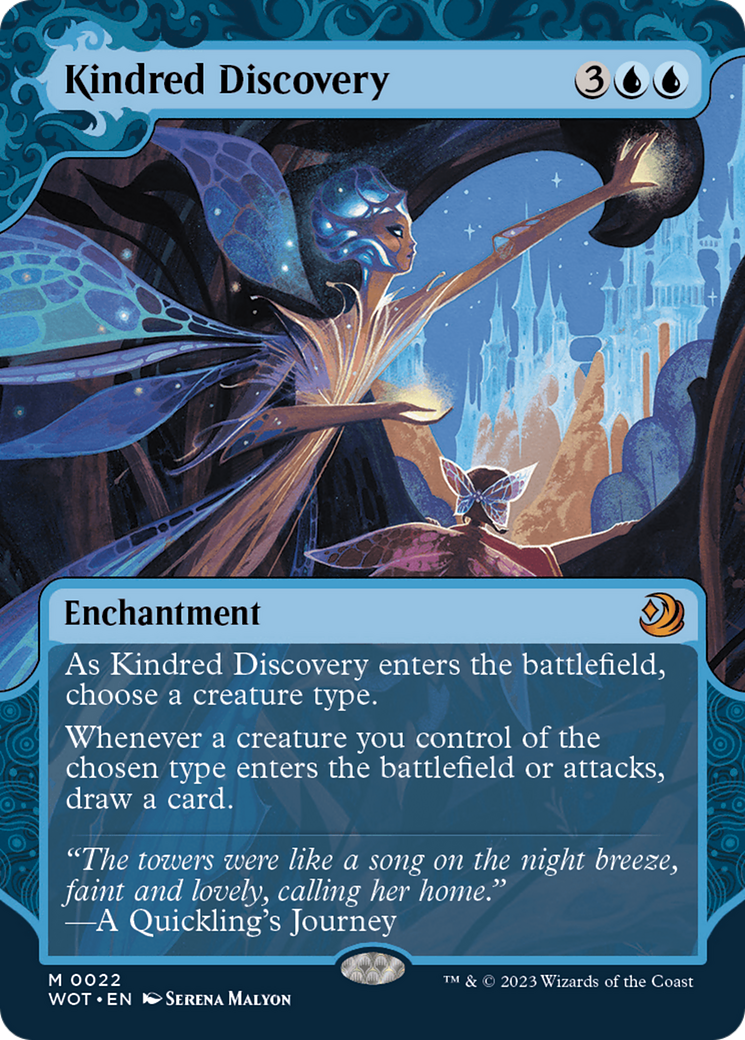 Kindred Discovery 3
Enchantment
As Kindred Discovery enters the battlefield,
choose a creature type.
Whenever a creature you control of the
chosen type enters the battlefield or attacks,
draw a card.
“The towers were like a song on the night breeze,
faint and lovely, calling her home.”
—A Quickling’s Journey
M 0022
WOT • EN Serena Malyon
™ & © 2023 Wizards of the Coast